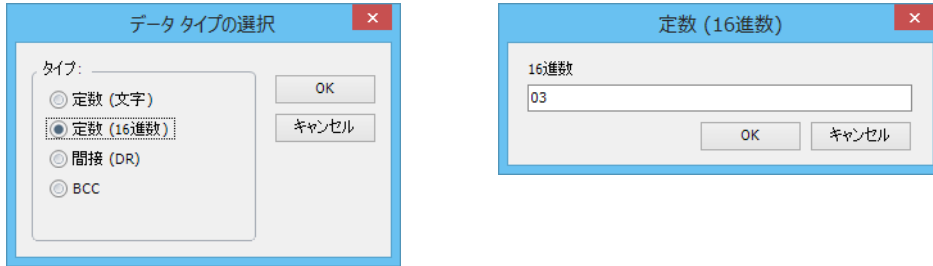 データ タイプの選択
タイプ:
定数 (文字)
定数 (16進数)
間接 (DR)
BCC
OK
キャンセル
定数 (16進数)
16進数
03
OK
キャンセル